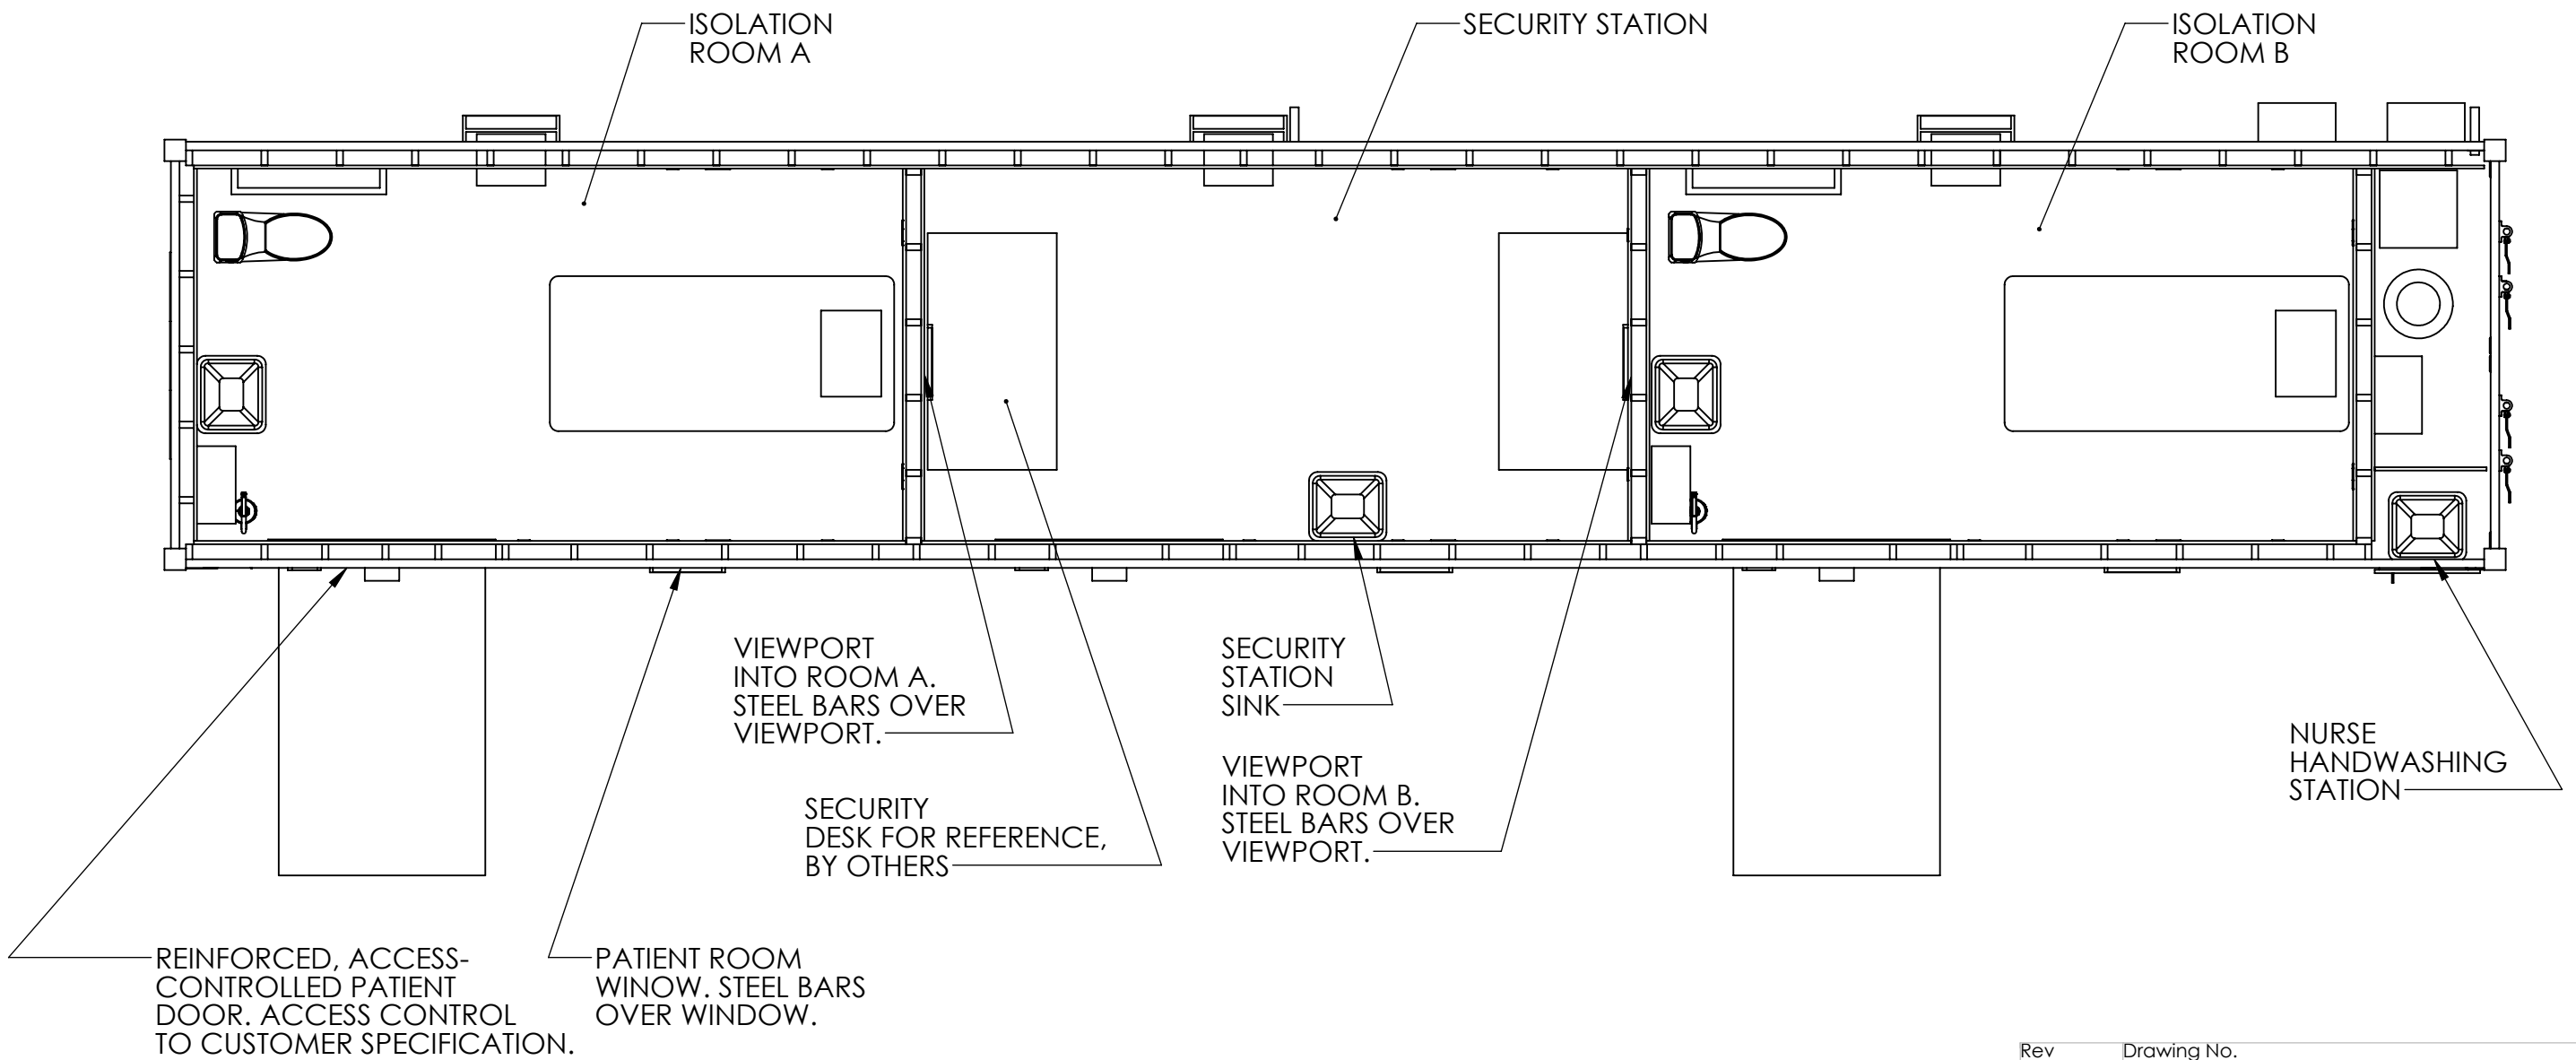 ISOLATION
ROOM A
SECURITY STATION
ISOLATION
ROOM B
VIEWPORT
INTO ROOM A.
STEEL BARS OVER
VIEWPORT.
SECURITY
STATION
SINK
VIEWPORT
INTO ROOM B.
STEEL BARS OVER
VIEWPORT.
NURSE
HANDWASHING
STATION
SECURITY
DESK FOR REFERENCE,
BY OTHERS
REINFORCED, ACCESS-
CONTROLLED PATIENT
DOOR. ACCESS CONTROL
TO CUSTOMER SPECIFICATION.
PATIENT ROOM
WINOW. STEEL BARS
OVER WINDOW.
Rev
Drawing No.